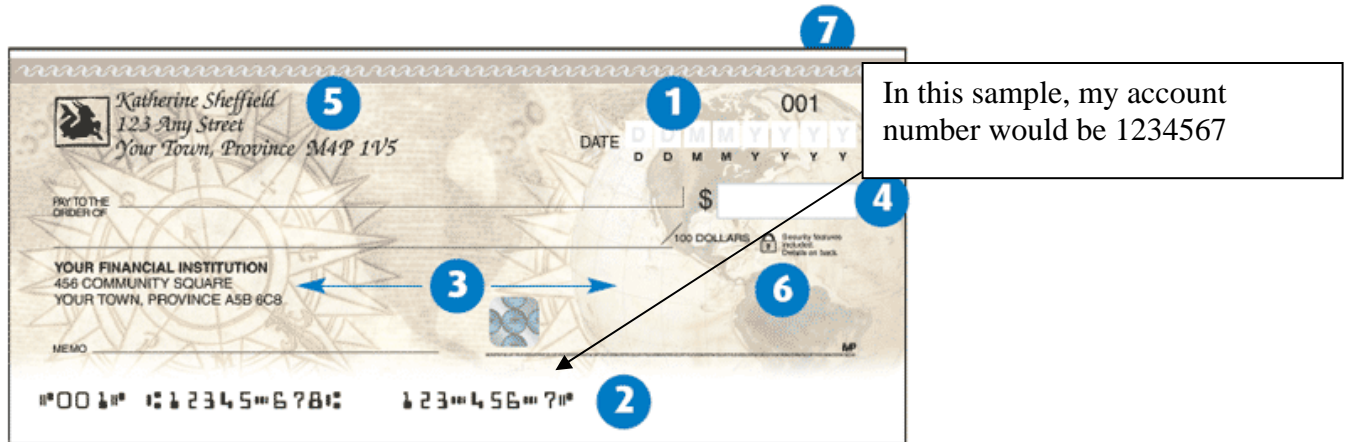 7
Katherine Sheffield
123 Any Street
Your Town, Province M4P 1V5
5
1
001
DATE D D M M Y Y Y Y
D D M M Y Y Y Y
In this sample, my account
number would be 1234567
PAY TO THE
ORDER OF
$
4
/100 DOLLARS
Security features
included.
Details on back.
YOUR FINANCIAL INSTITUTION
456 COMMUNITY SQUARE
YOUR TOWN, PROVINCE A5B 6C8
3
6
MEMO
MP
⑈001⑈ ⑆12345⑉678⑆ 123⑉456⑉7⑈
2